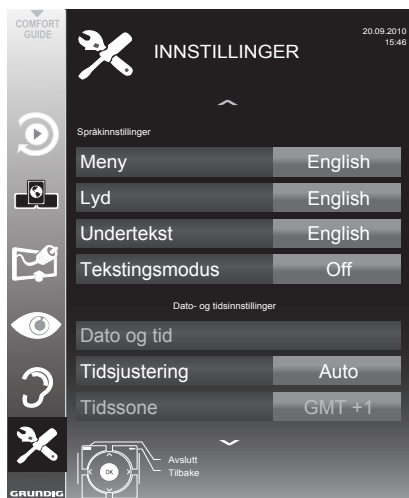 COMFORT
GUIDE
INNSTILLINGER
20.09.2010
15:46
Språkinnstillinger
Meny English
Lyd English
Undertekst English
Tekstingsmodus Off
Dato- og tidsinnstillinger
Dato og tid
Tidsjustering Auto
Tidssone GMT +1
OK
Avslutt
Tilbake
GRUNDIG